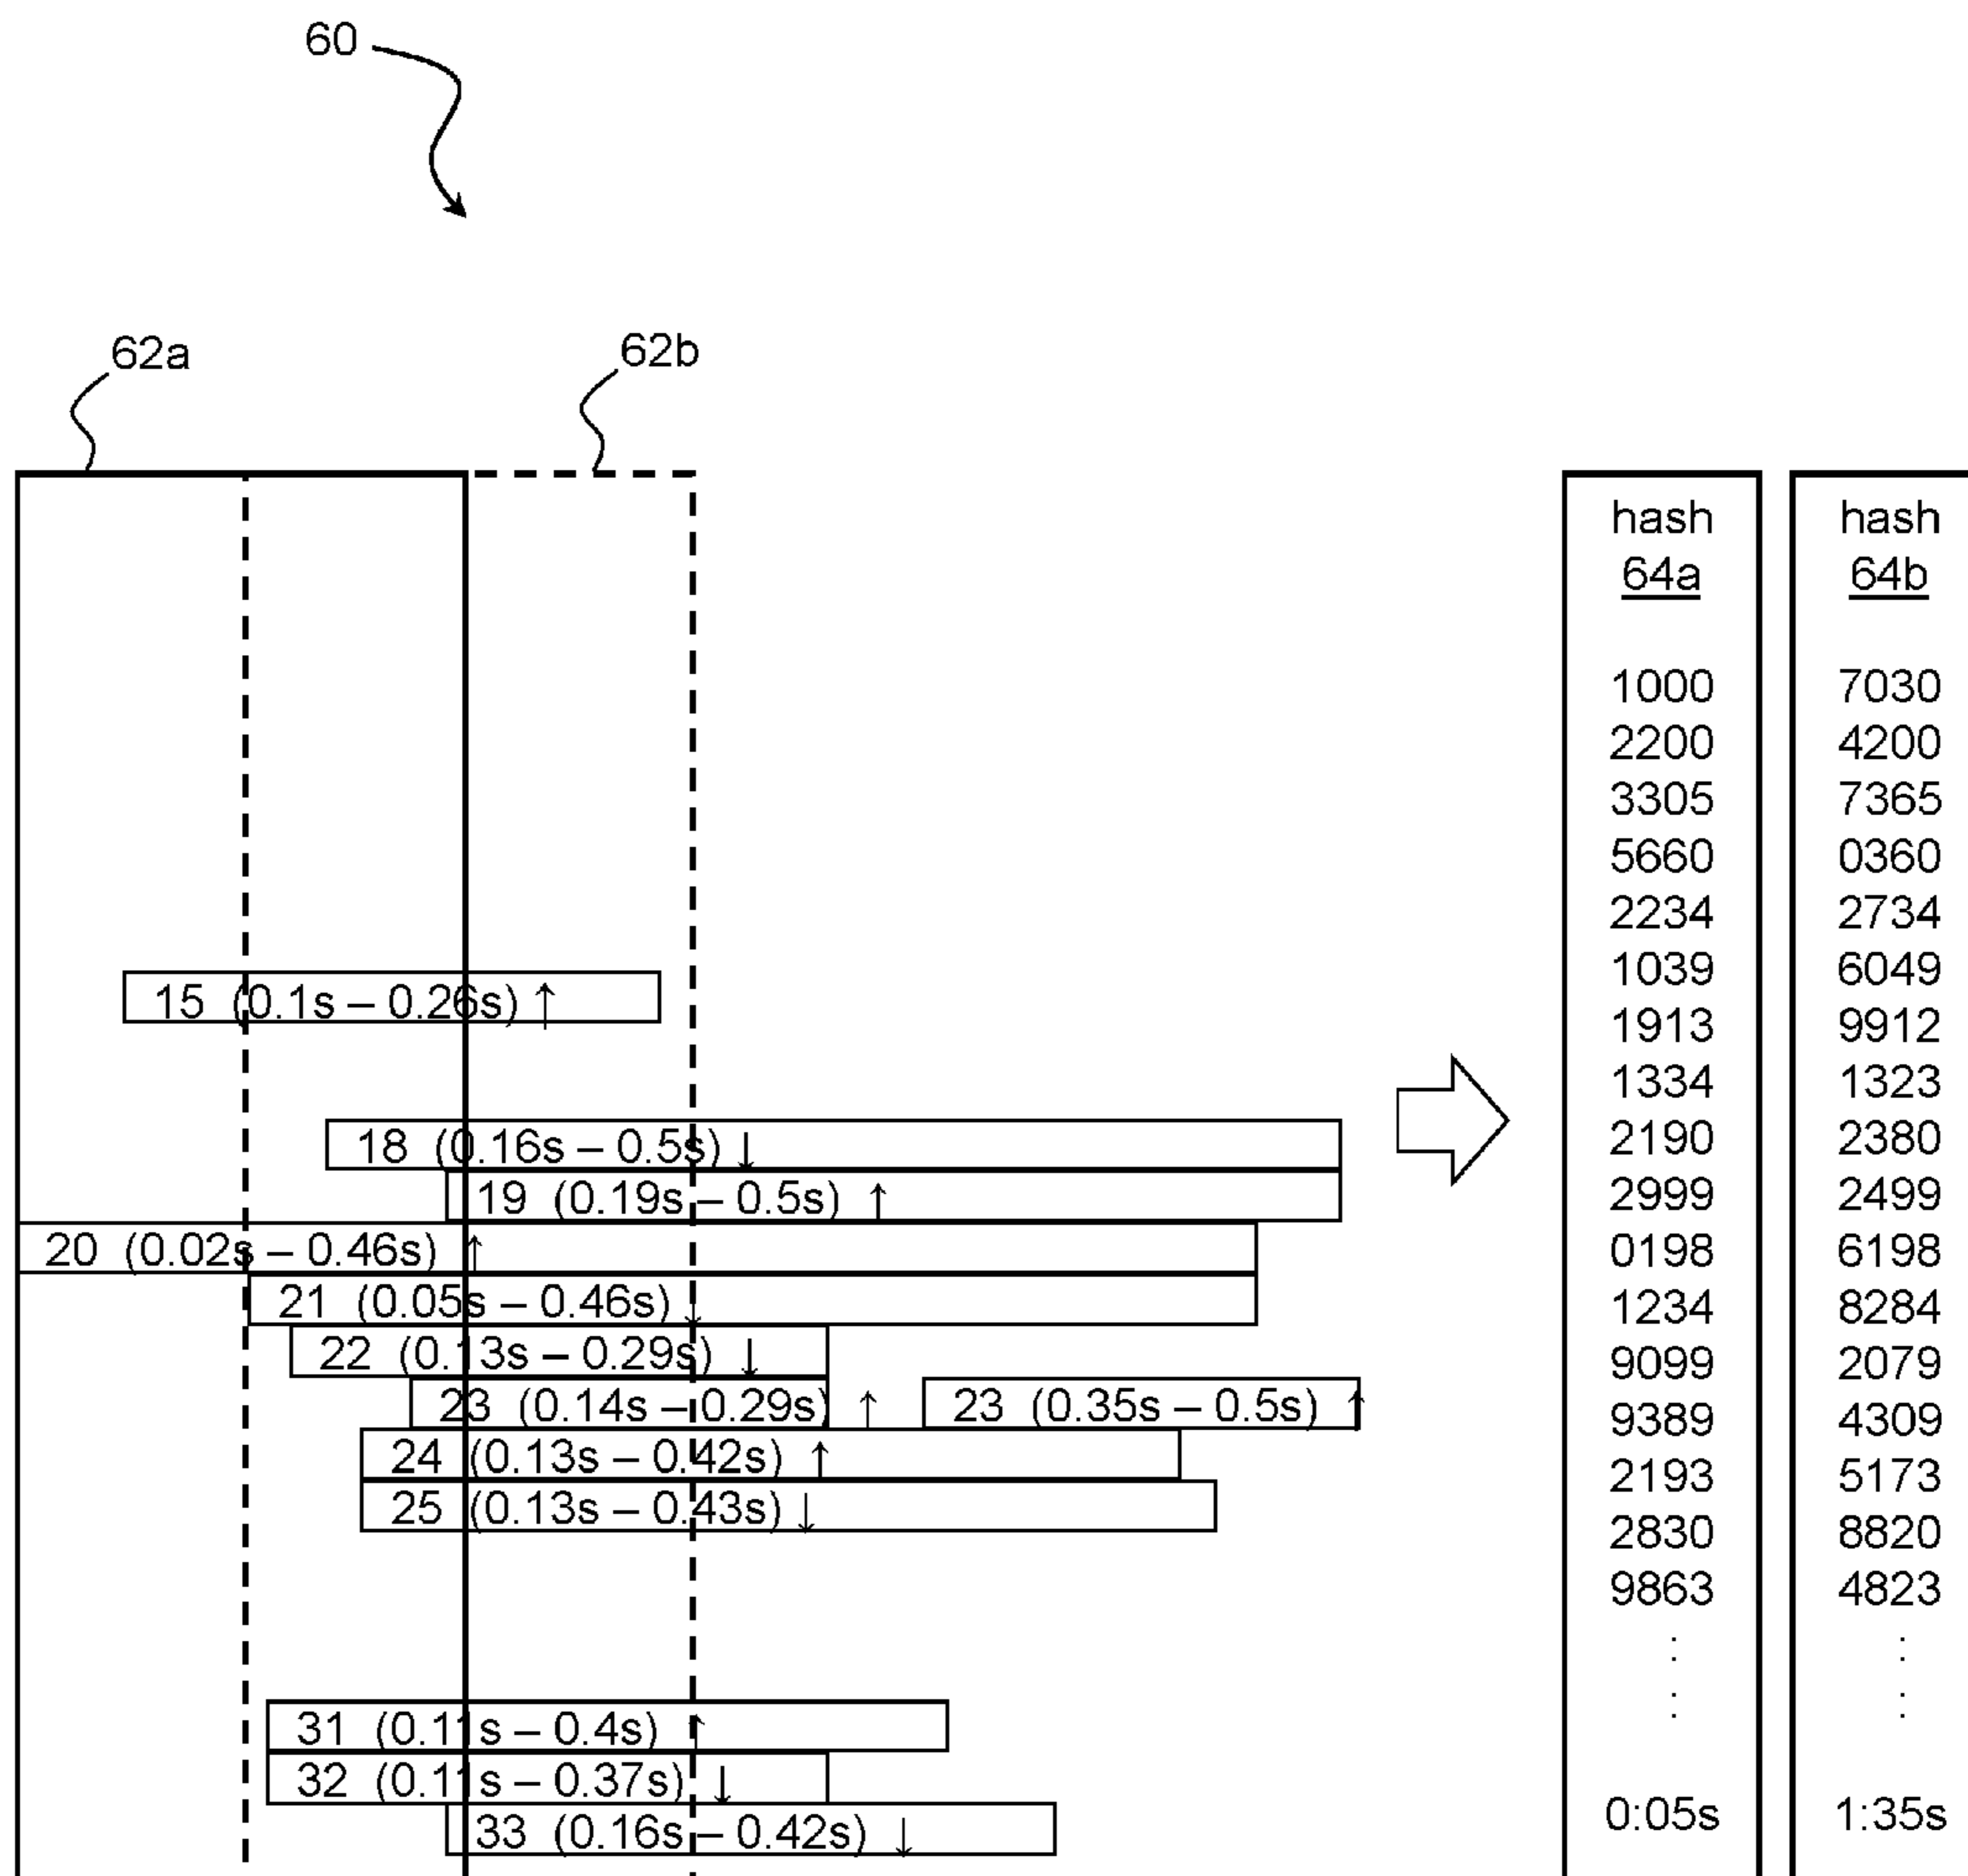 60
62a
62b
15 (0.1s – 0.26s) ↑
18 (0.16s – 0.5s) ↓
19 (0.19s – 0.5s) ↑
20 (0.02s – 0.46s) ↑
21 (0.05s – 0.46s) ↓
22 (0.13s – 0.29s) ↓
23 (0.14s – 0.29s) ↑
23 (0.35s – 0.5s) ↑
24 (0.13s – 0.42s) ↑
25 (0.13s – 0.43s) ↓
31 (0.11s – 0.4s) ↑
32 (0.11s – 0.37s) ↓
33 (0.16s – 0.42s) ↓
hash
64a
1000
2200
3305
5660
2234
1039
1913
1334
2190
2999
0198
1234
9099
9389
2193
2830
9863
:
:
0:05s
hash
64b
7030
4200
7365
0360
2734
6049
9912
1323
2380
2499
6198
8284
2079
4309
5173
8820
4823
:
:
1:35s